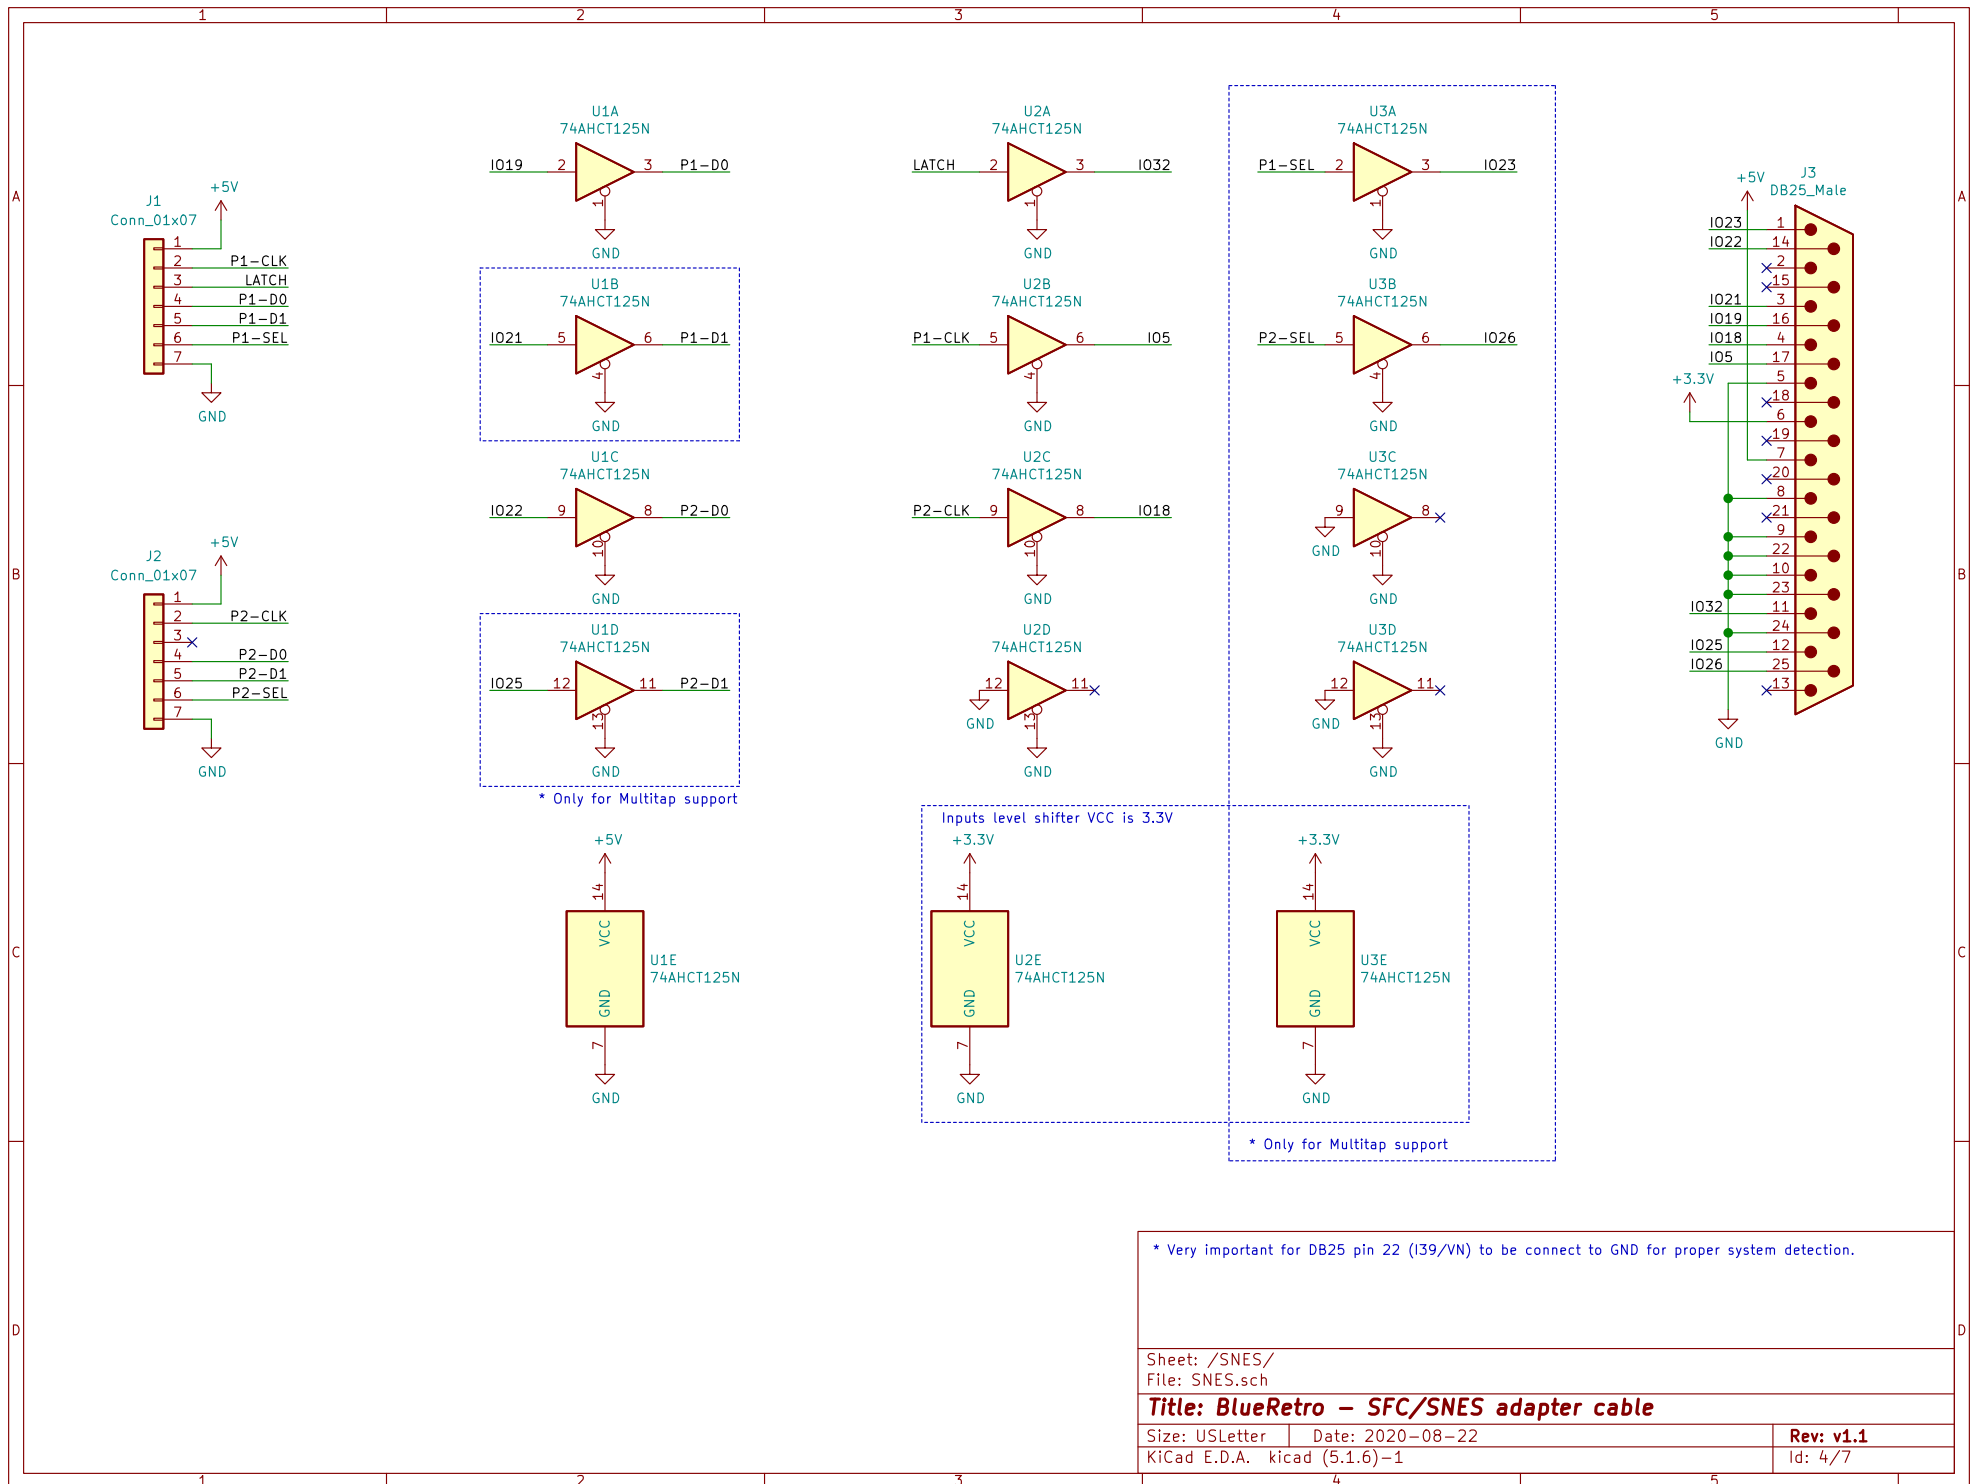 1 2 3 4 5
A
B
C
D
J1
Conn_01x07
+5V
1
2 P1-CLK
3 LATCH
4 P1-D0
5 P1-D1
6 P1-SEL
7
GND
J2
Conn_01x07
+5V
1
2 P2-CLK
3
4 P2-D0
5 P2-D1
6 P2-SEL
7
GND
U1A
74AHCT125N
IO19 2 3 P1-D0
1
GND
U1B
74AHCT125N
IO21 5 6 P1-D1
4
GND
U1C
74AHCT125N
IO22 9 8 P2-D0
10
GND
U1D
74AHCT125N
IO25 12 11 P2-D1
13
GND
* Only for Multitap support
+5V
14
VCC
U1E
74AHCT125N
GND
7
GND
U2A
74AHCT125N
LATCH 2 3 IO32
1
GND
U2B
74AHCT125N
P1-CLK 5 6 IO5
4
GND
U2C
74AHCT125N
P2-CLK 9 8 IO18
10
GND
U2D
74AHCT125N
12 11
GND
13
GND
Inputs level shifter VCC is 3.3V
+3.3V
14
VCC
U2E
74AHCT125N
GND
7
GND
U3A
74AHCT125N
P1-SEL 2 3 IO23
1
GND
U3B
74AHCT125N
P2-SEL 5 6 IO26
4
GND
U3C
74AHCT125N
9 8
GND
10
GND
U3D
74AHCT125N
12 11
GND
13
GND
+3.3V
14
VCC
U3E
74AHCT125N
GND
7
GND
* Only for Multitap support
J3
DB25_Male
+5V
IO23 1
IO22 14
2
15
IO21 3
IO19 16
IO18 4
IO5 17
5
+3.3V
18
6
19
7
20
8
21
9
22
10
23
IO32 11
24
IO25 12
IO26 25
13
GND
A
B
C
D
* Very important for DB25 pin 22 (I39/VN) to be connect to GND for proper system detection.
Sheet: /SNES/
File: SNES.sch
Title: BlueRetro – SFC/SNES adapter cable
Size: USLetter Date: 2020-08-22 Rev: v1.1
KiCad E.D.A. kicad (5.1.6)-1 Id: 4/7
1 2 3 4 5